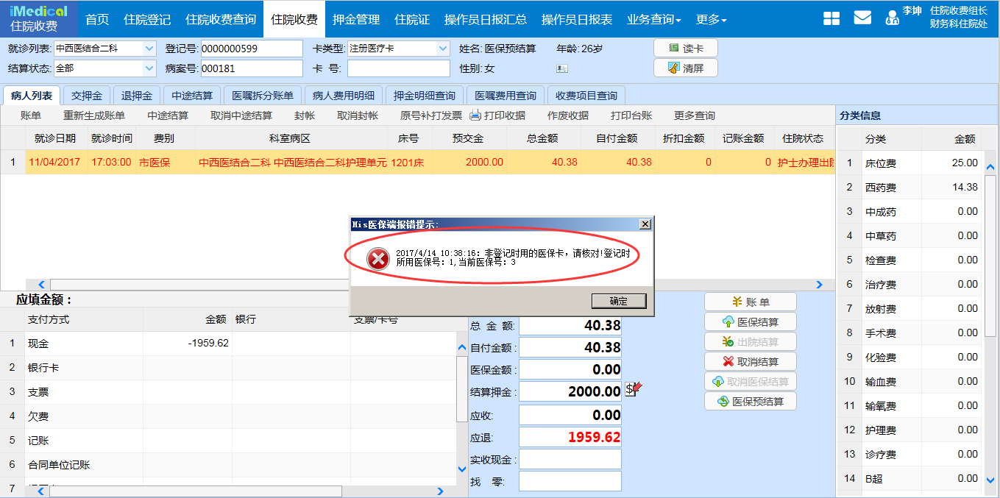 iMedical 住院收费 首页 住院登记 住院收费查询 住院收费 押金管理 住院证 操作员日报汇总 操作员日报表 业务查询 更多 李坤 住院收费组长
财务科住院处
就诊列表: 中西医结合二科 登记号: 0000000599 卡类型: 注册医疗卡 姓名: 医保预结算 年龄: 26岁 读卡
结算状态: 全部 病案号: 000181 卡 号: 性别: 女 清屏
病人列表 交押金 退押金 中途结算 医嘱拆分账单 病人费用明细 押金明细查询 医嘱费用查询 收费项目查询
账单 重新生成账单 中途结算 取消中途结算 封帐 取消封帐 原号补打发票 打印收据 作废收据 打印台账 更多查询
就诊日期 就诊时间 费别 科室病区 床号 预交金 总金额 自付金额 折扣金额 记账金额 住院状态
1 11/04/2017 17:03:00 市医保 中西医结合二科 中西医结合二科护理单元 1201床 2000.00 40.38 40.38 0 0 护士办理出
His医保端报错提示:
2017/4/14 10:38:16: 非登记时用的医保卡, 请核对!登记时
所用医保号: 1,当前医保号: 3
确定
应填金额：
支付方式 金额 银行 支票/卡号
1 现金 -1959.62
2 银行卡
3 支票
4 欠费
5 记账
6 合同单位记账
7
总 金 额: 40.38
自付金额: 40.38
医保金额: 0.00
结算押金: 2000.00
应收: 0.00
应退: 1959.62
实收现金:
找 零:
账 单
医保结算
出院结算
取消结算
取消医保结算
医保预结算
分类信息
分类 金额
1 床位费 25.00
2 西药费 14.38
3 中成药 0.00
4 中草药 0.00
5 检查费 0.00
6 治疗费 0.00
7 放射费 0.00
8 手术费 0.00
9 化验费 0.00
10 输血费 0.00
11 输氧费 0.00
12 护理费 0.00
13 诊疗费 0.00
14 B超 0.00